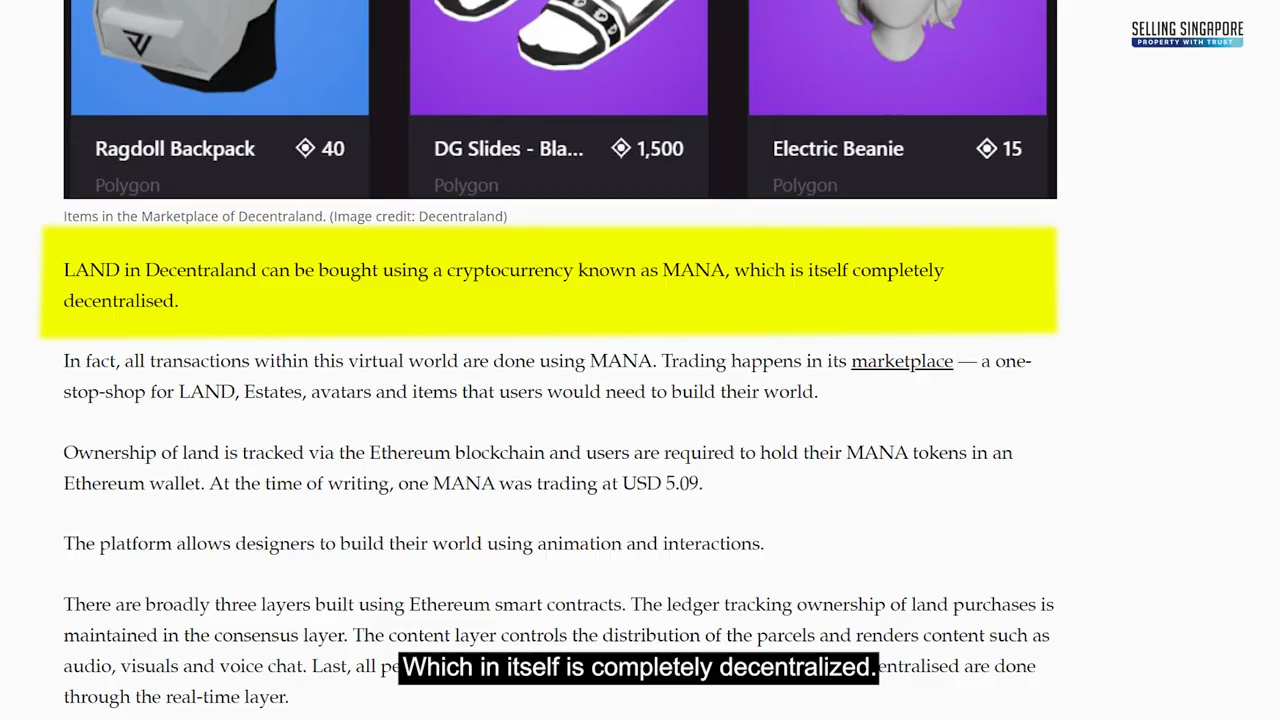 SELLING SINGAPORE
PROPERTY WITH TRUST
Ragdoll Backpack 40
Polygon
DG Slides - Bla... 1,500
Polygon
Electric Beanie 15
Polygon
Items in the Marketplace of Decentraland. (Image credit: Decentraland)
LAND in Decentraland can be bought using a cryptocurrency known as MANA, which is itself completely
decentralised.
In fact, all transactions within this virtual world are done using MANA. Trading happens in its marketplace — a one-
stop-shop for LAND, Estates, avatars and items that users would need to build their world.
Ownership of land is tracked via the Ethereum blockchain and users are required to hold their MANA tokens in an
Ethereum wallet. At the time of writing, one MANA was trading at USD 5.09.
The platform allows designers to build their world using animation and interactions.
There are broadly three layers built using Ethereum smart contracts. The ledger tracking ownership of land purchases is
maintained in the consensus layer. The content layer controls the distribution of the parcels and renders content such as
audio, visuals and voice chat. Last, all are done
Which in itself is completely decentralized.
through the real-time layer.